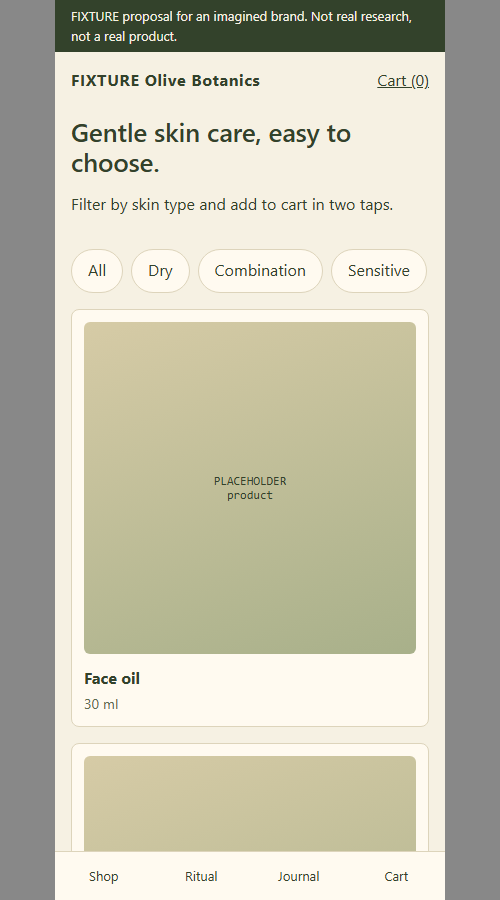 FIXTURE proposal for an imagined brand. Not real research,
not a real product.
FIXTURE Olive Botanics
Cart (0)
Gentle skin care, easy to
choose.
Filter by skin type and add to cart in two taps.
All
Dry
Combination
Sensitive
PLACEHOLDER
product
Face oil
30 ml
Shop
Ritual
Journal
Cart